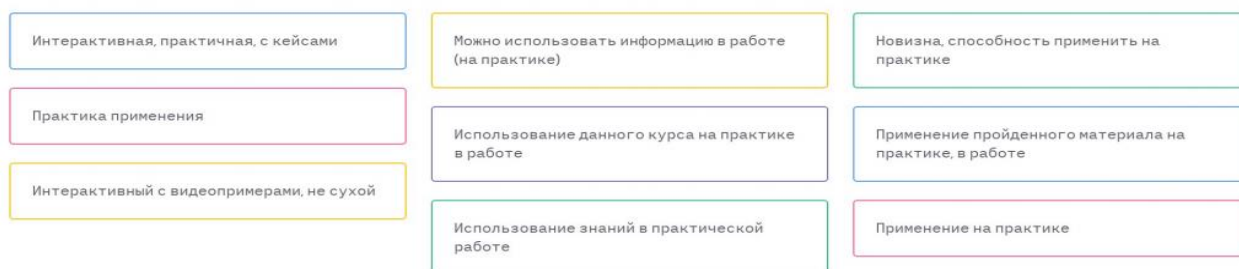 Интерактивная, практичная, с кейсами
Практика применения
Интерактивный с видеопримерами, не сухой
Можно использовать информацию в работе
(на практике)
Использование данного курса на практике
в работе
Использование знаний в практической
работе
Новизна, способность применить на
практике
Применение пройденного материала на
практике, в работе
Применение на практике